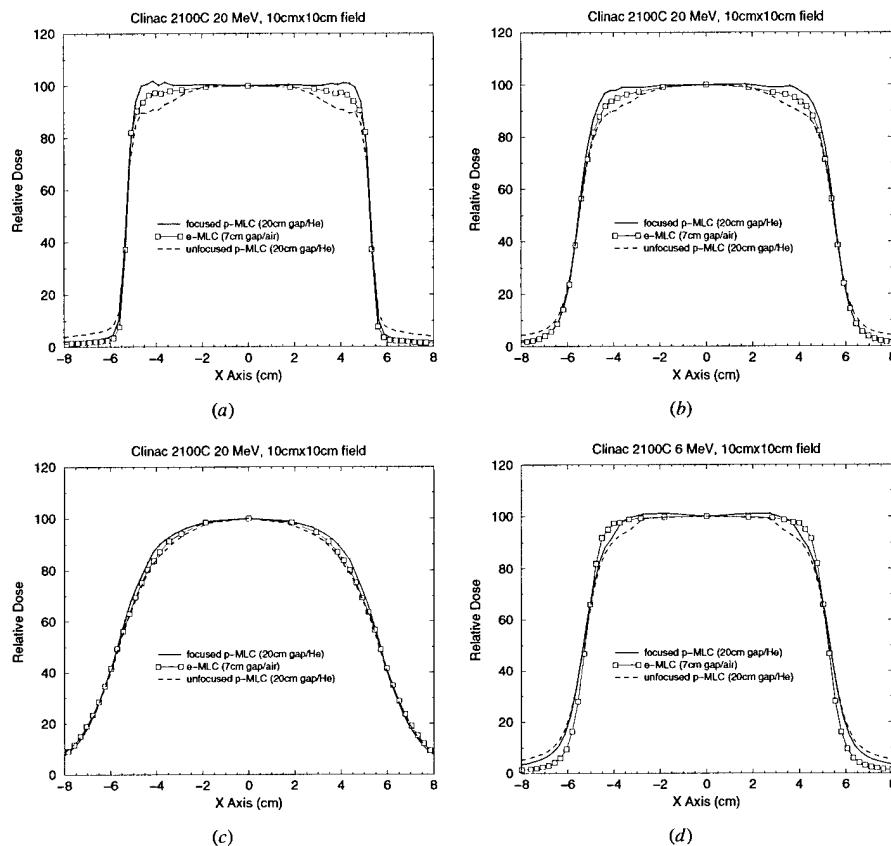 Clinac 2100C 20 MeV, 10cmx10cm field
120
100
80
60
40
20
0
Relative Dose
focused p-MLC (20cm gap/He)
e-MLC (7cm gap/air)
unfocused p-MLC (20cm gap/He)
-8 -6 -4 -2 0 2 4 6 8
X Axis (cm)
(a)
Clinac 2100C 20 MeV, 10cmx10cm field
120
100
80
60
40
20
0
Relative Dose
focused p-MLC (20cm gap/He)
e-MLC (7cm gap/air)
unfocused p-MLC (20cm gap/He)
-8 -6 -4 -2 0 2 4 6 8
X Axis (cm)
(b)
Clinac 2100C 20 MeV, 10cmx10cm field
120
100
80
60
40
20
0
Relative Dose
focused p-MLC (20cm gap/He)
e-MLC (7cm gap/air)
unfocused p-MLC (20cm gap/He)
-8 -6 -4 -2 0 2 4 6 8
X Axis (cm)
(c)
Clinac 2100C 6 MeV, 10cmx10cm field
120
100
80
60
40
20
0
Relative Dose
focused p-MLC (20cm gap/He)
e-MLC (7cm gap/air)
unfocused p-MLC (20cm gap/He)
-8 -6 -4 -2 0 2 4 6 8
X Axis (cm)
(d)